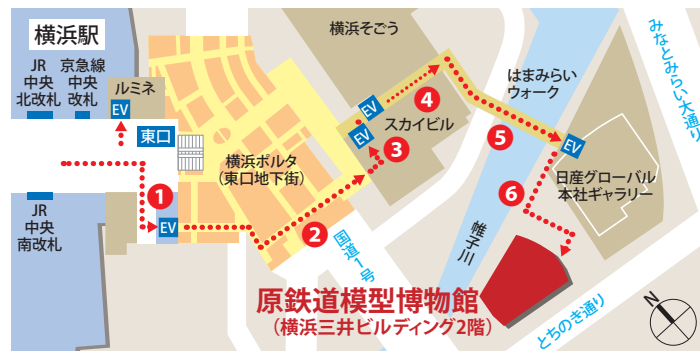 横浜駅
JR
中央
北改札
京急線
中央
改札
ルミネ
EV
東口
JR
中央
南改札
1
EV
横浜ポルタ
(東口地下街)
2
国道1号
横浜そごう
EV
EV
3
4
スカイビル
はまみらい
ウォーク
5
EV
6
日産グローバル
本社ギャラリー
みなとみらい大通り
帷子川
原鉄道模型博物館
(横浜三井ビルディング2階)
とちのき通り
N